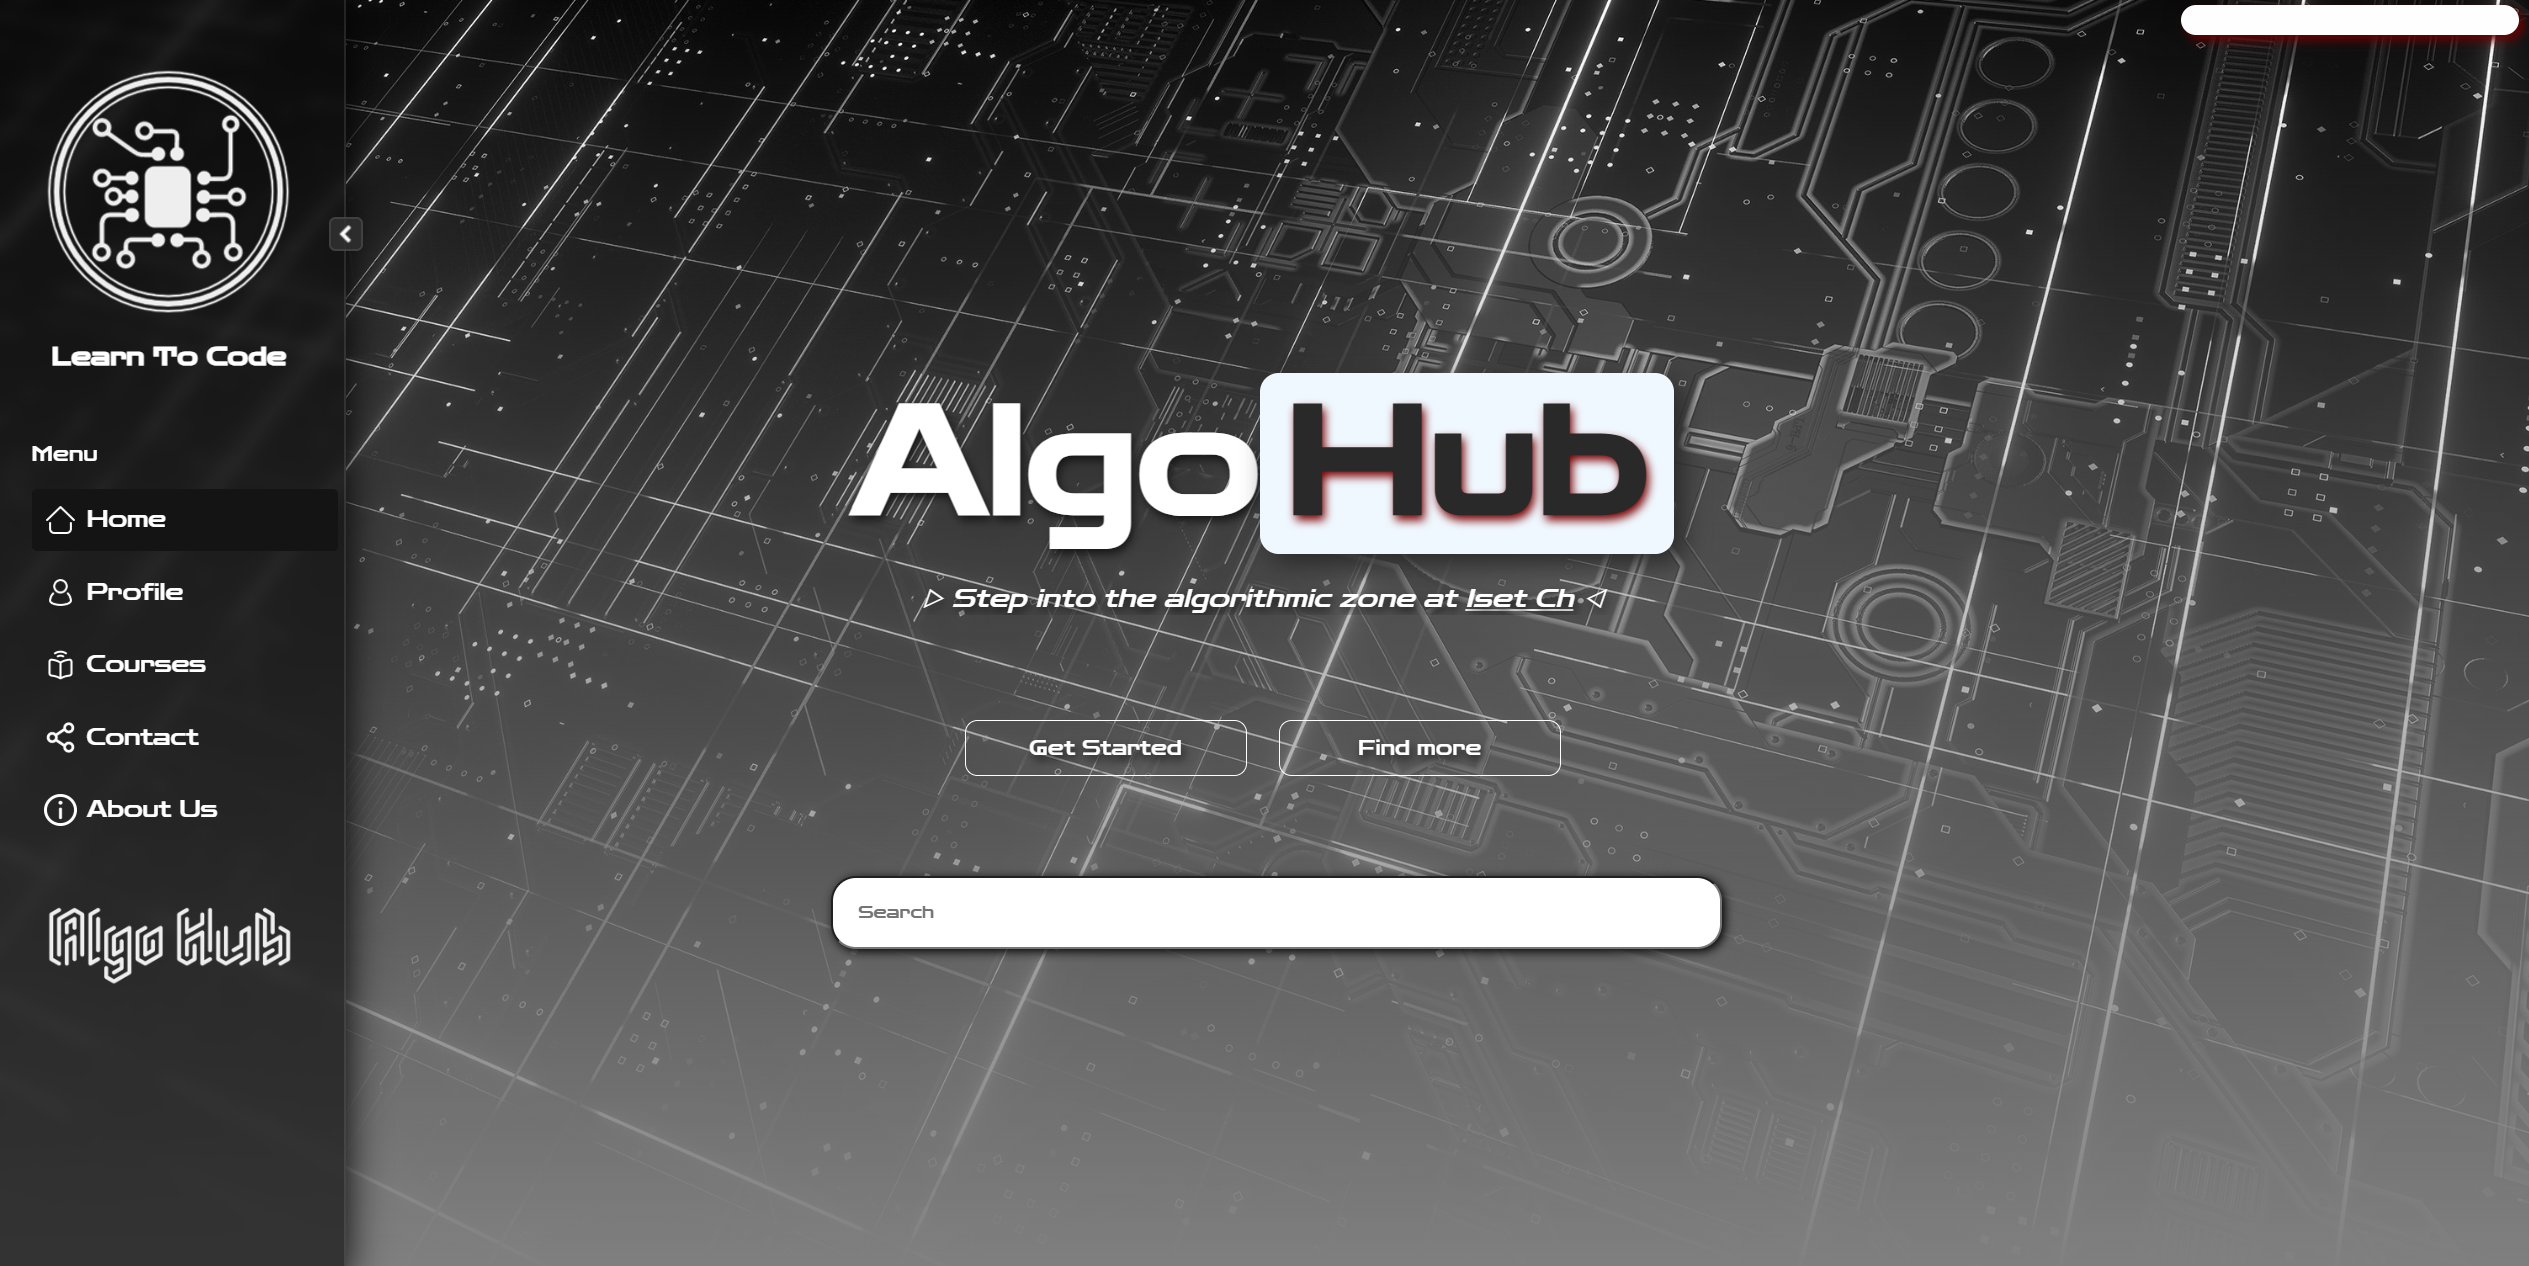 Learn To Code
Menu
Home
Profile
Courses
Contact
About Us
Algo Hub
Algo Hub
Step into the algorithmic zone at Iset Ch
Get Started
Find more
Search